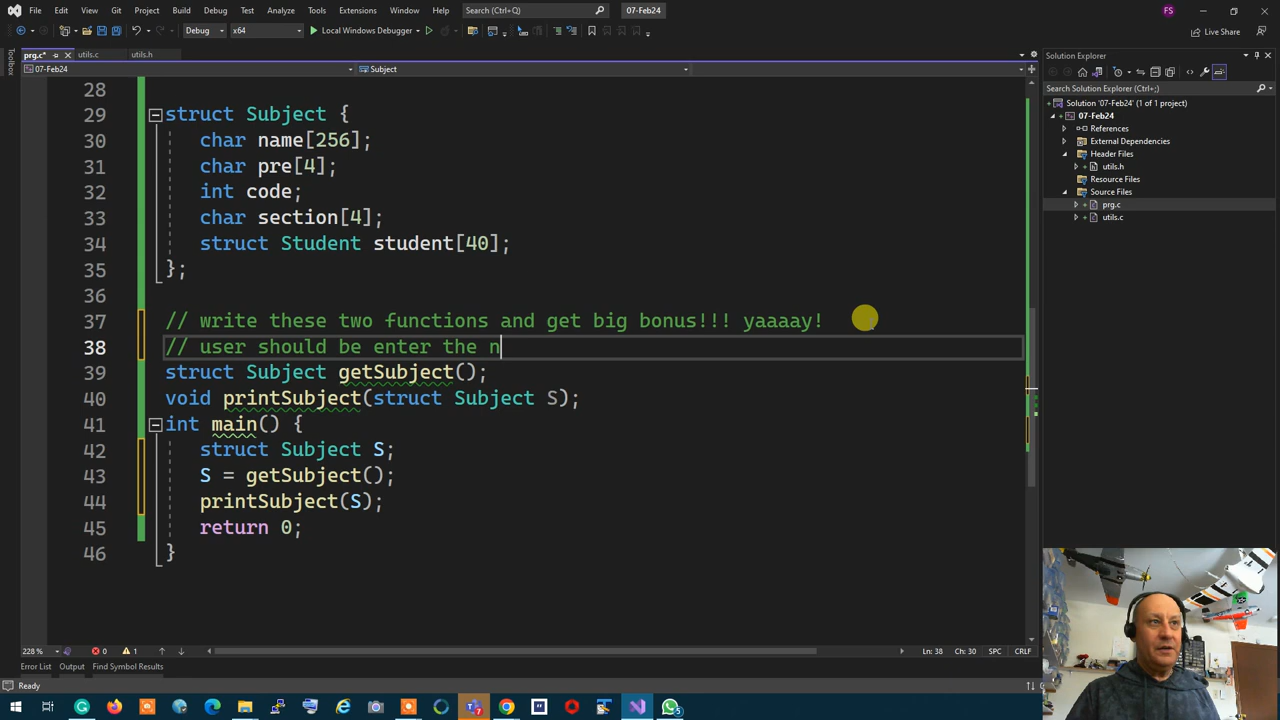 File Edit View Git Project Build Debug Test Analyze Tools Extensions Window Help Search (Ctrl+Q) 07-Feb24 FS
Debug x64 Local Windows Debugger Live Share
prg.c* utils.c utils.h
07-Feb24 Subject
Toolbox
28
29 struct Subject {
30 char name[256];
31 char pre[4];
32 int code;
33 char section[4];
34 struct Student student[40];
35 };
36
37 // write these two functions and get big bonus!!! yaaaay!
38 // user should be enter the n
39 struct Subject getSubject();
40 void printSubject(struct Subject S);
41 int main() {
42 struct Subject S;
43 S = getSubject();
44 printSubject(S);
45 return 0;
46 }
Solution Explorer
Search Solution Explorer (Ctrl+;)
Solution '07-Feb24' (1 of 1 project)
07-Feb24
References
External Dependencies
Header Files
utils.h
Resource Files
Source Files
prg.c
utils.c
228 % 0 1 Ln: 38 Ch: 30 SPC CRLF
Error List Output Find Symbol Results
Ready